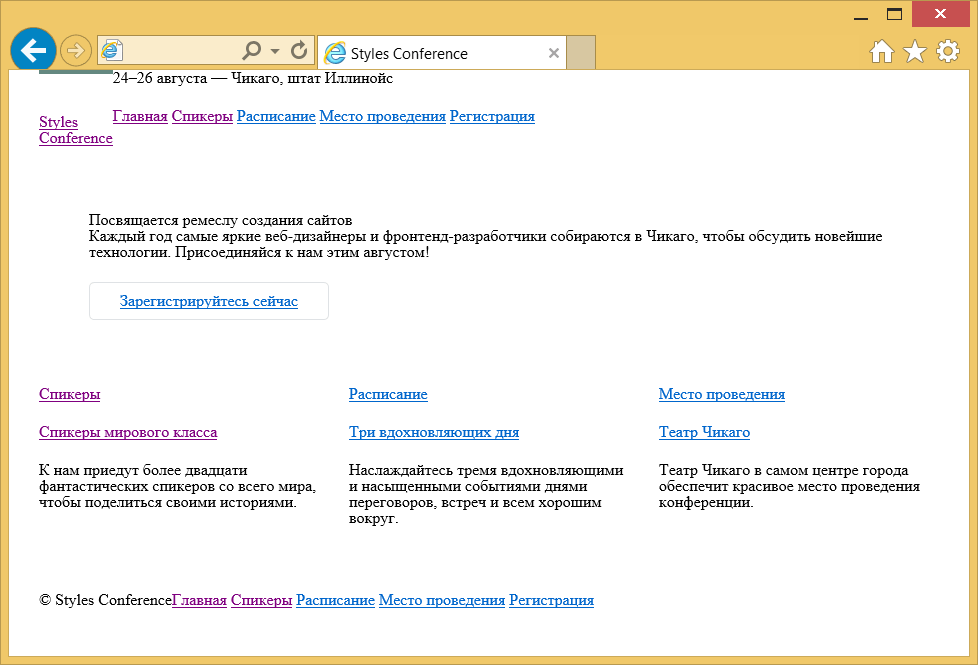 Styles Conference
24–26 августа — Чикаго, штат Иллинойс
Главная Спикеры Расписание Место проведения Регистрация
Styles
Conference
Посвящается ремеслу создания сайтов
Каждый год самые яркие веб-дизайнеры и фронтенд-разработчики собираются в Чикаго, чтобы обсудить новейшие
технологии. Присоединяйся к нам этим августом!
Зарегистрируйтесь сейчас
Спикеры
Спикеры мирового класса
К нам приедут более двадцати
фантастических спикеров со всего мира,
чтобы поделиться своими историями.
Расписание
Три вдохновляющих дня
Наслаждайтесь тремя вдохновляющими
и насыщенными событиями днями
переговоров, встреч и всем хорошим
вокруг.
Место проведения
Театр Чикаго
Театр Чикаго в самом центре города
обеспечит красивое место проведения
конференции.
© Styles ConferenceГлавная Спикеры Расписание Место проведения Регистрация